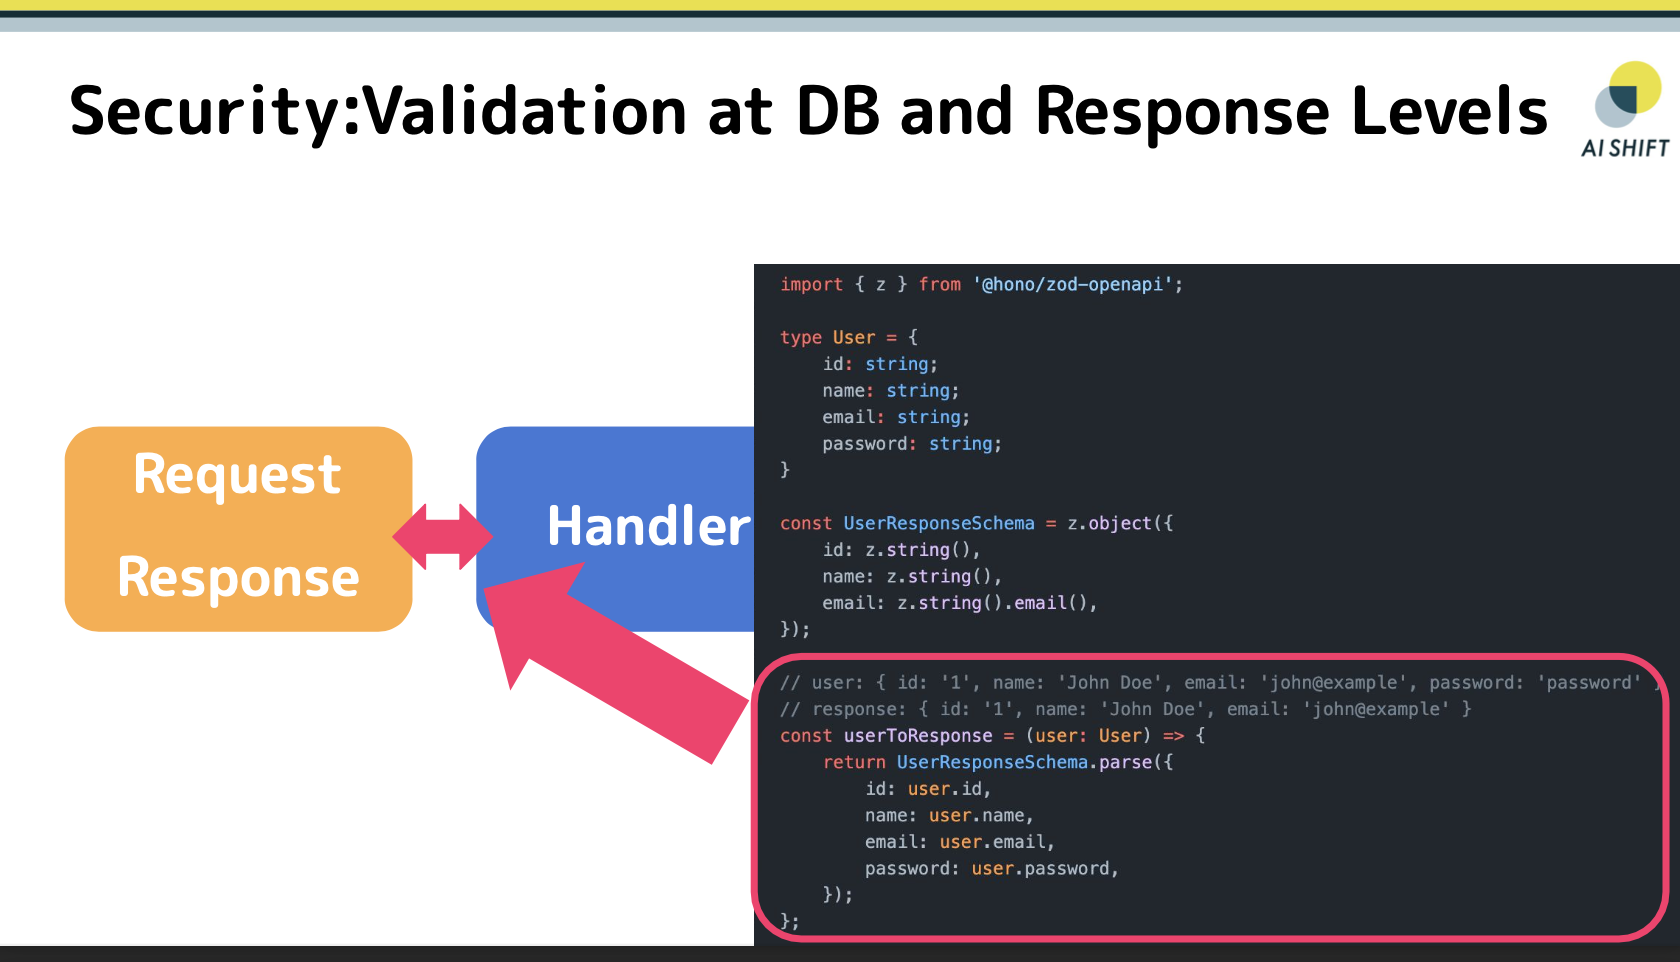 Security:Validation at DB and Response Levels
AI SHIFT
Request
Response
Handler
import { z } from '@hono/zod-openapi';
type User = {
    id: string;
    name: string;
    email: string;
    password: string;
}
const UserResponseSchema = z.object({
    id: z.string(),
    name: z.string(),
    email: z.string().email(),
});
// user: { id: '1', name: 'John Doe', email: 'john@example', password: 'password' }
// response: { id: '1', name: 'John Doe', email: 'john@example' }
const userToResponse = (user: User) => {
    return UserResponseSchema.parse({
        id: user.id,
        name: user.name,
        email: user.email,
        password: user.password,
    });
};